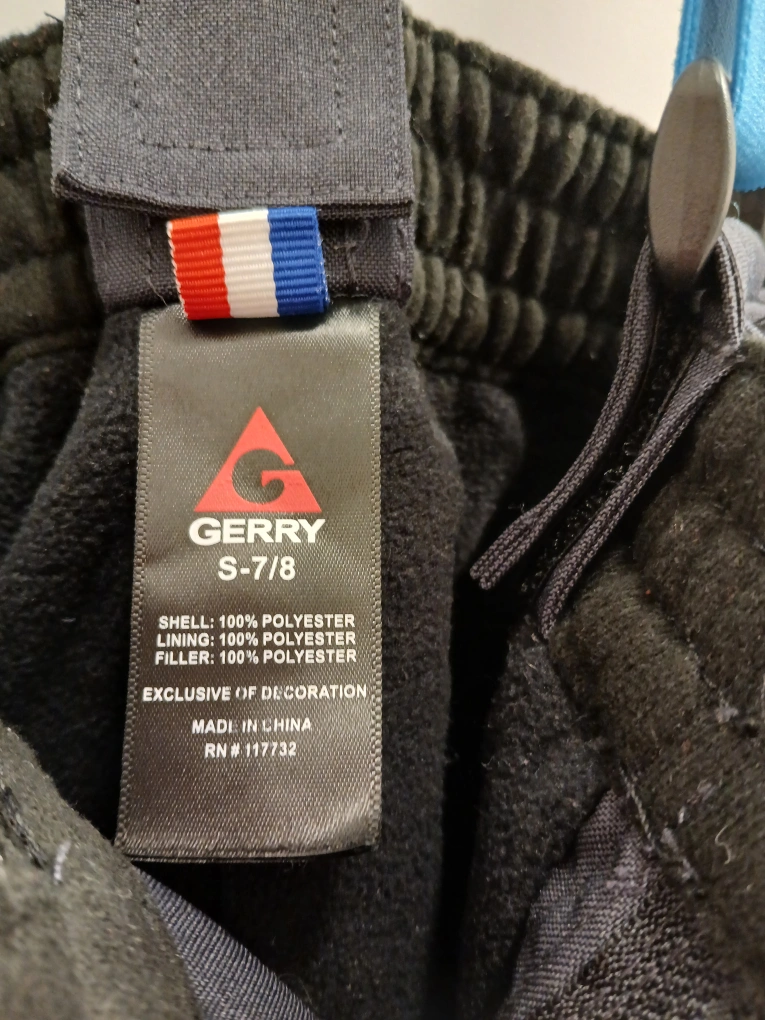 G
GERRY
S-7/8
SHELL: 100% POLYESTER
LINING: 100% POLYESTER
FILLER: 100% POLYESTER
EXCLUSIVE OF DECORATION
MADE IN CHINA
RN # 117732